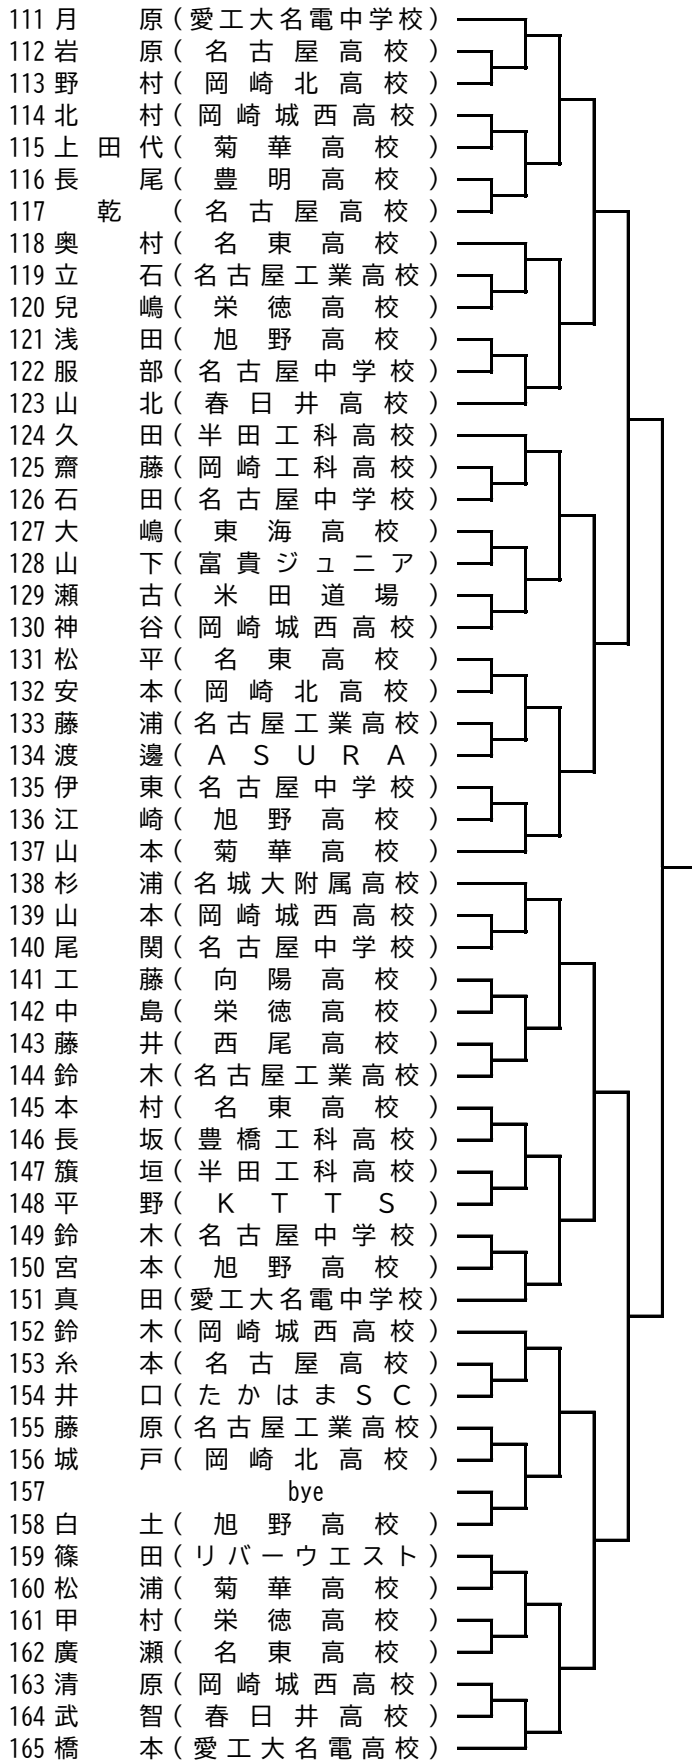 111 月原(愛工大名電中学校)
112 岩原(名古屋高校)
113 野村(岡崎北高校)
114 北村(岡崎城西高校)
115 上田代(菊華高校)
116 長尾(豊明高校)
117 乾(名古屋高校)
118 奥村(名東高校)
119 立石(名古屋工業高校)
120 兒嶋(栄徳高校)
121 浅田(旭野高校)
122 服部(名古屋中学校)
123 山北(春日井高校)
124 久田(半田工科高校)
125 齋藤(岡崎工科高校)
126 石田(名古屋中学校)
127 大嶋(東海高校)
128 山下(富貴ジュニア)
129 瀬古(米田道場)
130 神谷(岡崎城西高校)
131 松平(名東高校)
132 安本(岡崎北高校)
133 藤浦(名古屋工業高校)
134 渡邊(ASURA)
135 伊東(名古屋中学校)
136 江崎(旭野高校)
137 山本(菊華高校)
138 杉浦(名城大附属高校)
139 山本(岡崎城西高校)
140 尾関(名古屋中学校)
141 工藤(向陽高校)
142 中島(栄徳高校)
143 藤井(西尾高校)
144 鈴木(名古屋工業高校)
145 本村(名東高校)
146 長坂(豊橋工科高校)
147 籏垣(半田工科高校)
148 平野(KTTS)
149 鈴木(名古屋中学校)
150 宮本(旭野高校)
151 真田(愛工大名電中学校)
152 鈴木(岡崎城西高校)
153 糸本(名古屋高校)
154 井口(たかはまSC)
155 藤原(名古屋工業高校)
156 城戸(岡崎北高校)
157 bye
158 白土(旭野高校)
159 篠田(リバーウエスト)
160 松浦(菊華高校)
161 甲村(栄徳高校)
162 廣瀬(名東高校)
163 清原(岡崎城西高校)
164 武智(春日井高校)
165 橋本(愛工大名電高校)